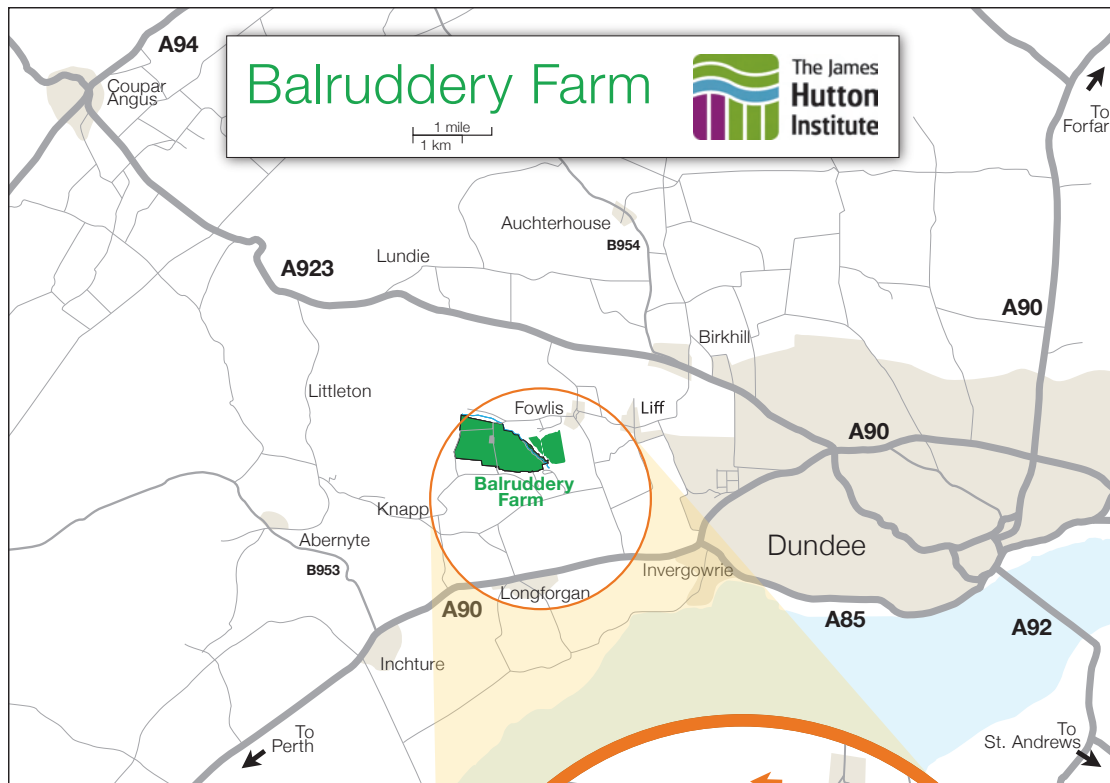 A94
Coupar
Angus
Balruddery Farm
1 mile
1 km
The James
Hutton
Institute
To
Forfar
Auchterhouse
B954
Lundie
A923
A90
Birkhill
Littleton
Fowlis
Liff
A90
Balruddery
Farm
Knapp
Abernyte
B953
Dundee
Invergowrie
Longforgan
A90
A85
A92
Inchture
To
Perth
To
St. Andrews